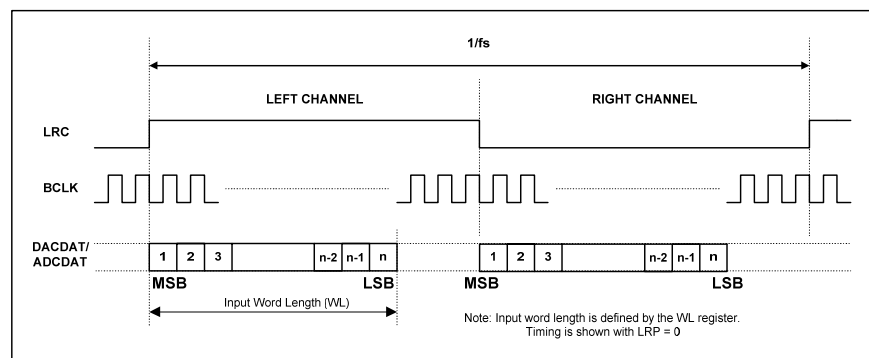 1/fs
LEFT CHANNEL RIGHT CHANNEL
LRC
BCLK
DACDAT/
ADCDAT
1 2 3 n-2 n-1 n 1 2 3 n-2 n-1 n
MSB LSB MSB LSB
Input Word Length (WL)
Note: Input word length is defined by the WL register.
Timing is shown with LRP = 0